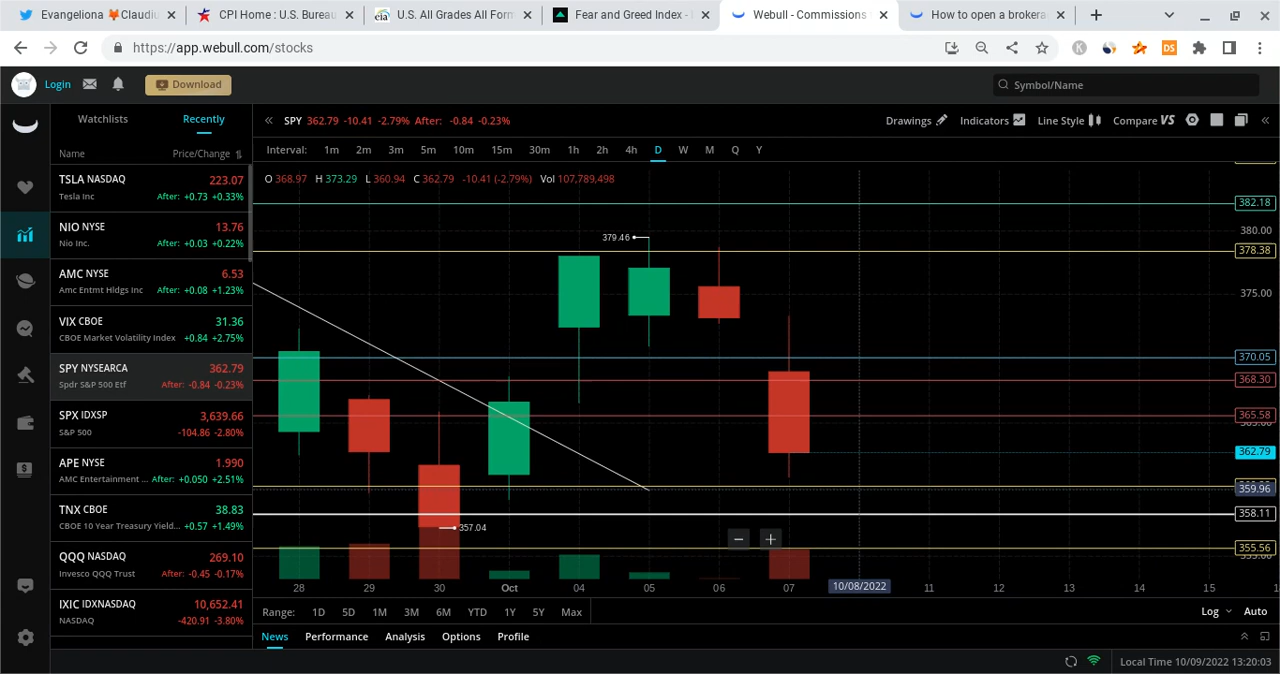 Evangeliona 🦊Claudiu
CPI Home : U.S. Bureau
eia U.S. All Grades All Form
Fear and Greed Index -
Webull - Commissions
How to open a brokera
https://app.webull.com/stocks
K
DS
Login
Download
Symbol/Name
Watchlists
Recently
SPY 362.79 -10.41 -2.79% After: -0.84 -0.23%
Drawings
Indicators
Line Style
Compare VS
Name
Price/Change
Interval: 1m 2m 3m 5m 10m 15m 30m 1h 2h 4h D W M Q Y
O 368.97 H 373.29 L 360.94 C 362.79 -10.41 (-2.79%) Vol 107,789,498
TSLA NASDAQ 223.07
Tesla Inc After: +0.73 +0.33%
NIO NYSE 13.76
Nio Inc. After: +0.03 +0.22%
AMC NYSE 6.53
Amc Entmt Hldgs Inc After: +0.08 +1.23%
VIX CBOE 31.36
CBOE Market Volatility Index +0.84 +2.75%
SPY NYSEARCA 362.79
Spdr S&P 500 Etf After: -0.84 -0.23%
SPX IDXSP 3,639.66
S&P 500 -104.86 -2.80%
APE NYSE 1.990
AMC Entertainment ... After: +0.050 +2.51%
TNX CBOE 38.83
CBOE 10 Year Treasury Yield... +0.57 +1.49%
QQQ NASDAQ 269.10
Invesco QQQ Trust After: -0.45 -0.17%
IXIC IDXNASDAQ 10,652.41
NASDAQ -420.91 -3.80%
379.46
357.04
382.18
380.00
378.38
375.00
370.05
368.30
365.58
362.79
359.96
358.11
355.56
28 29 30 Oct 04 05 06 07 10/08/2022 11 12 13 14 15
Range: 1D 5D 1M 3M 6M YTD 1Y 5Y Max
Log
Auto
News Performance Analysis Options Profile
Local Time 10/09/2022 13:20:03